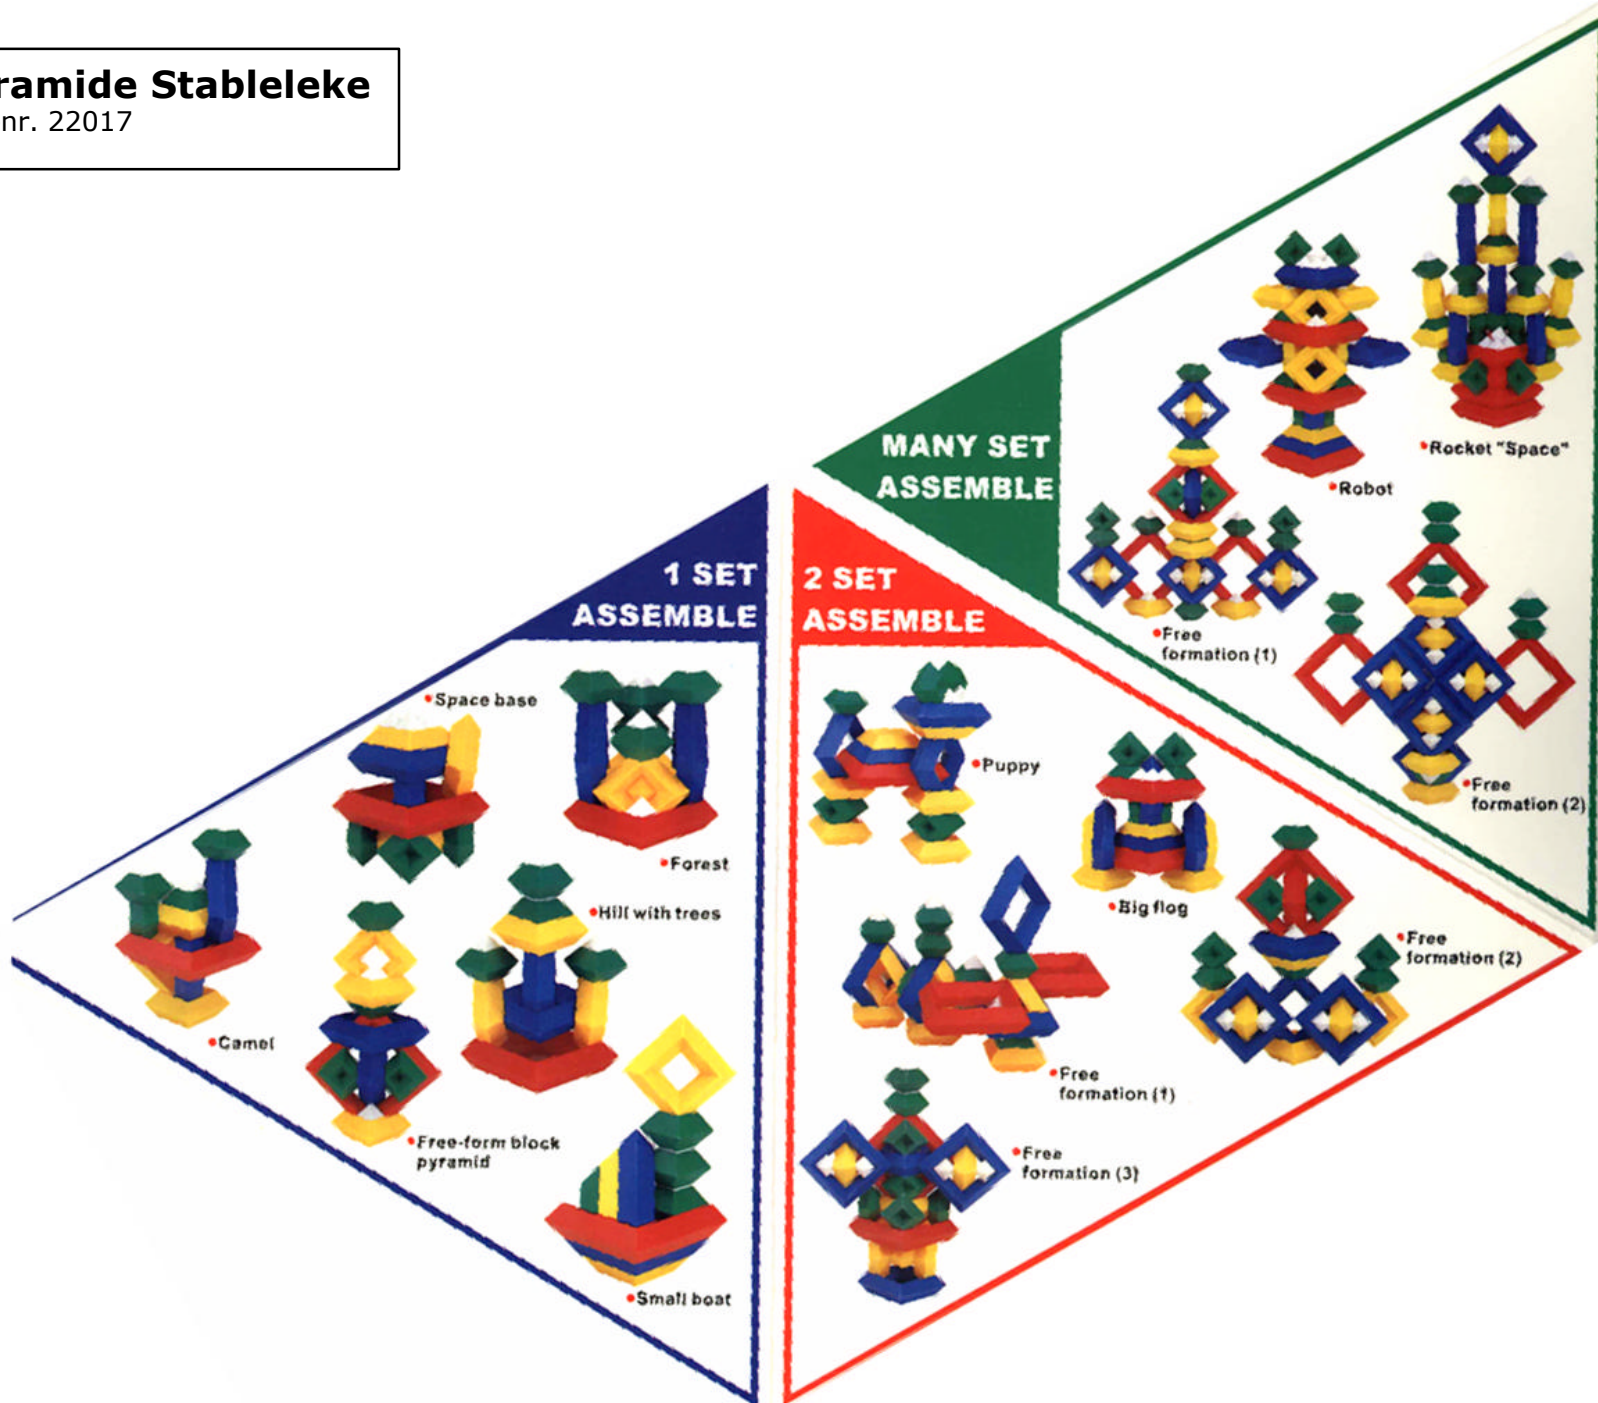 ramide Stableleke
nr. 22017
MANY SET
ASSEMBLE
Rocket "Space"
Robot
Free
formation (1)
Free
formation (2)
1 SET
ASSEMBLE
Space base
Forest
Hill with trees
Camel
Free-form block
pyramid
Small boat
2 SET
ASSEMBLE
Puppy
Big flog
Free
formation (2)
Free
formation (1)
Free
formation (3)